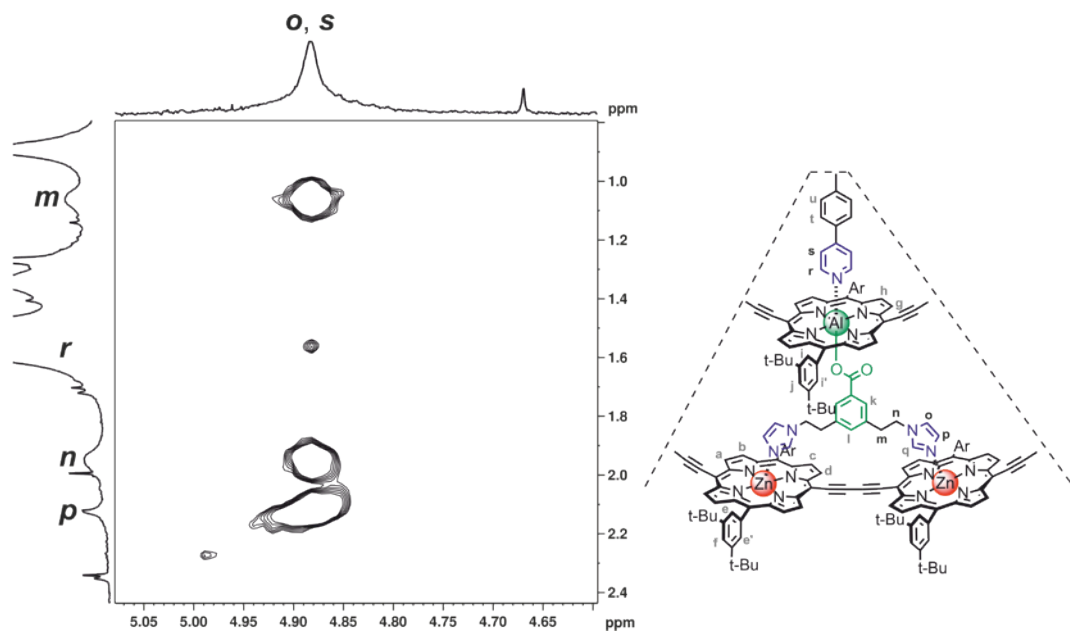 o, s
ppm
m
r
n
p
1.0
1.2
1.4
1.6
1.8
2.0
2.2
2.4
5.05 5.00 4.95 4.90 4.85 4.80 4.75 4.70 4.65 ppm
u
t
s
r
N
Ar h
g
N N
Al
N N
t-Bu i
O O
j i'
k
t-Bu
n o
N N
l m
p
N N
q
a b Ar c Ar
d
N N N N
Zn Zn
N N N N
t-Bu e t-Bu
f e'
t-Bu t-Bu